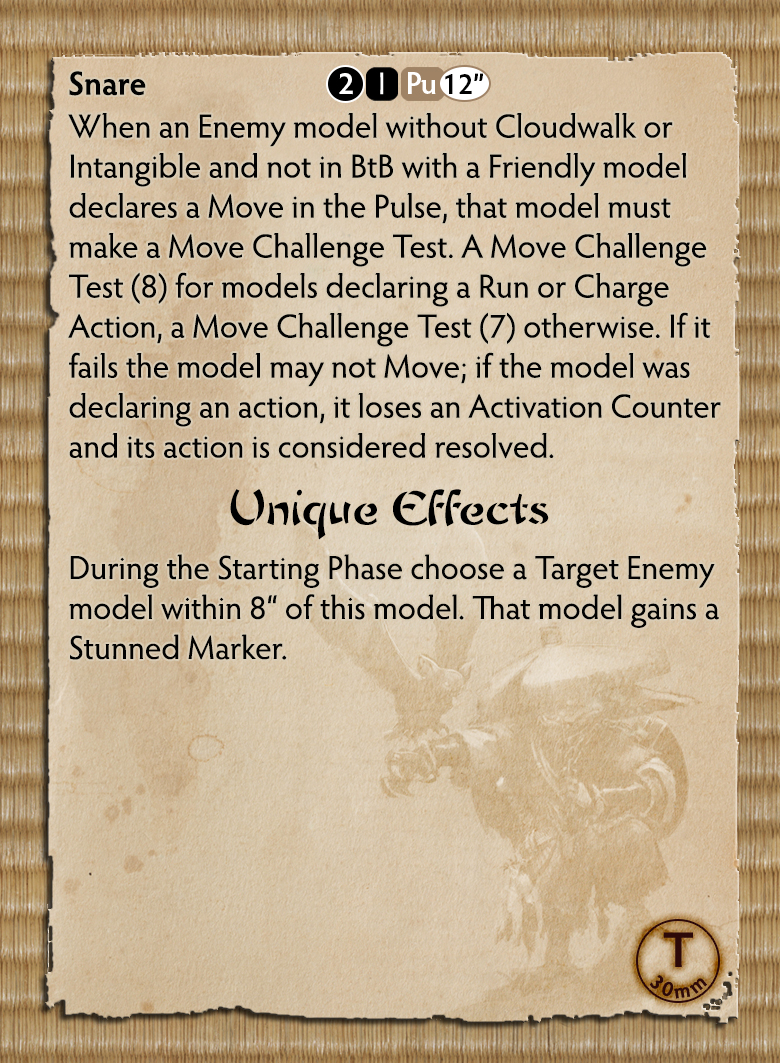 Snare 2 I Pu 12"
When an Enemy model without Cloudwalk or
Intangible and not in BtB with a Friendly model
declares a Move in the Pulse, that model must
make a Move Challenge Test. A Move Challenge
Test (8) for models declaring a Run or Charge
Action, a Move Challenge Test (7) otherwise. If it
fails the model may not Move; if the model was
declaring an action, it loses an Activation Counter
and its action is considered resolved.
Unique Effects
During the Starting Phase choose a Target Enemy
model within 8" of this model. That model gains a
Stunned Marker.
T
30mm